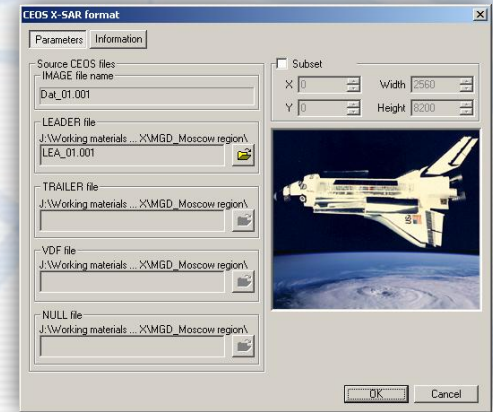 CEOS X-SAR format
Parameters
Information
Source CEOS files
IMAGE file name
Dat_01.001
LEADER file
J:\Working materials ... X\MGD_Moscow region\
LEA_01.001
TRAILER file
J:\Working materials ... X\MGD_Moscow region\
VDF file
J:\Working materials ... X\MGD_Moscow region\
NULL file
J:\Working materials ... X\MGD_Moscow region\
Subset
X 0 Width 2560
Y 0 Height 8200
USA
OK Cancel